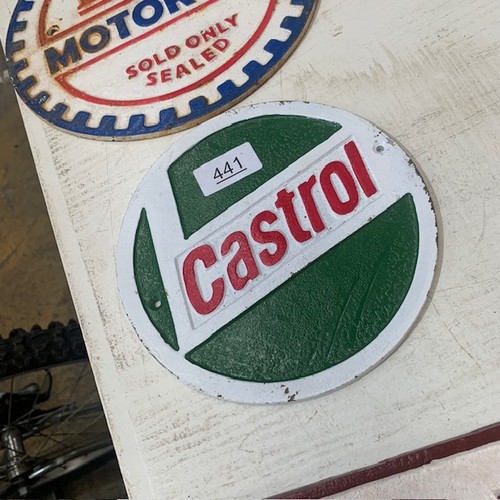 MOTOR
SOLD ONLY
SEALED
441
Castrol